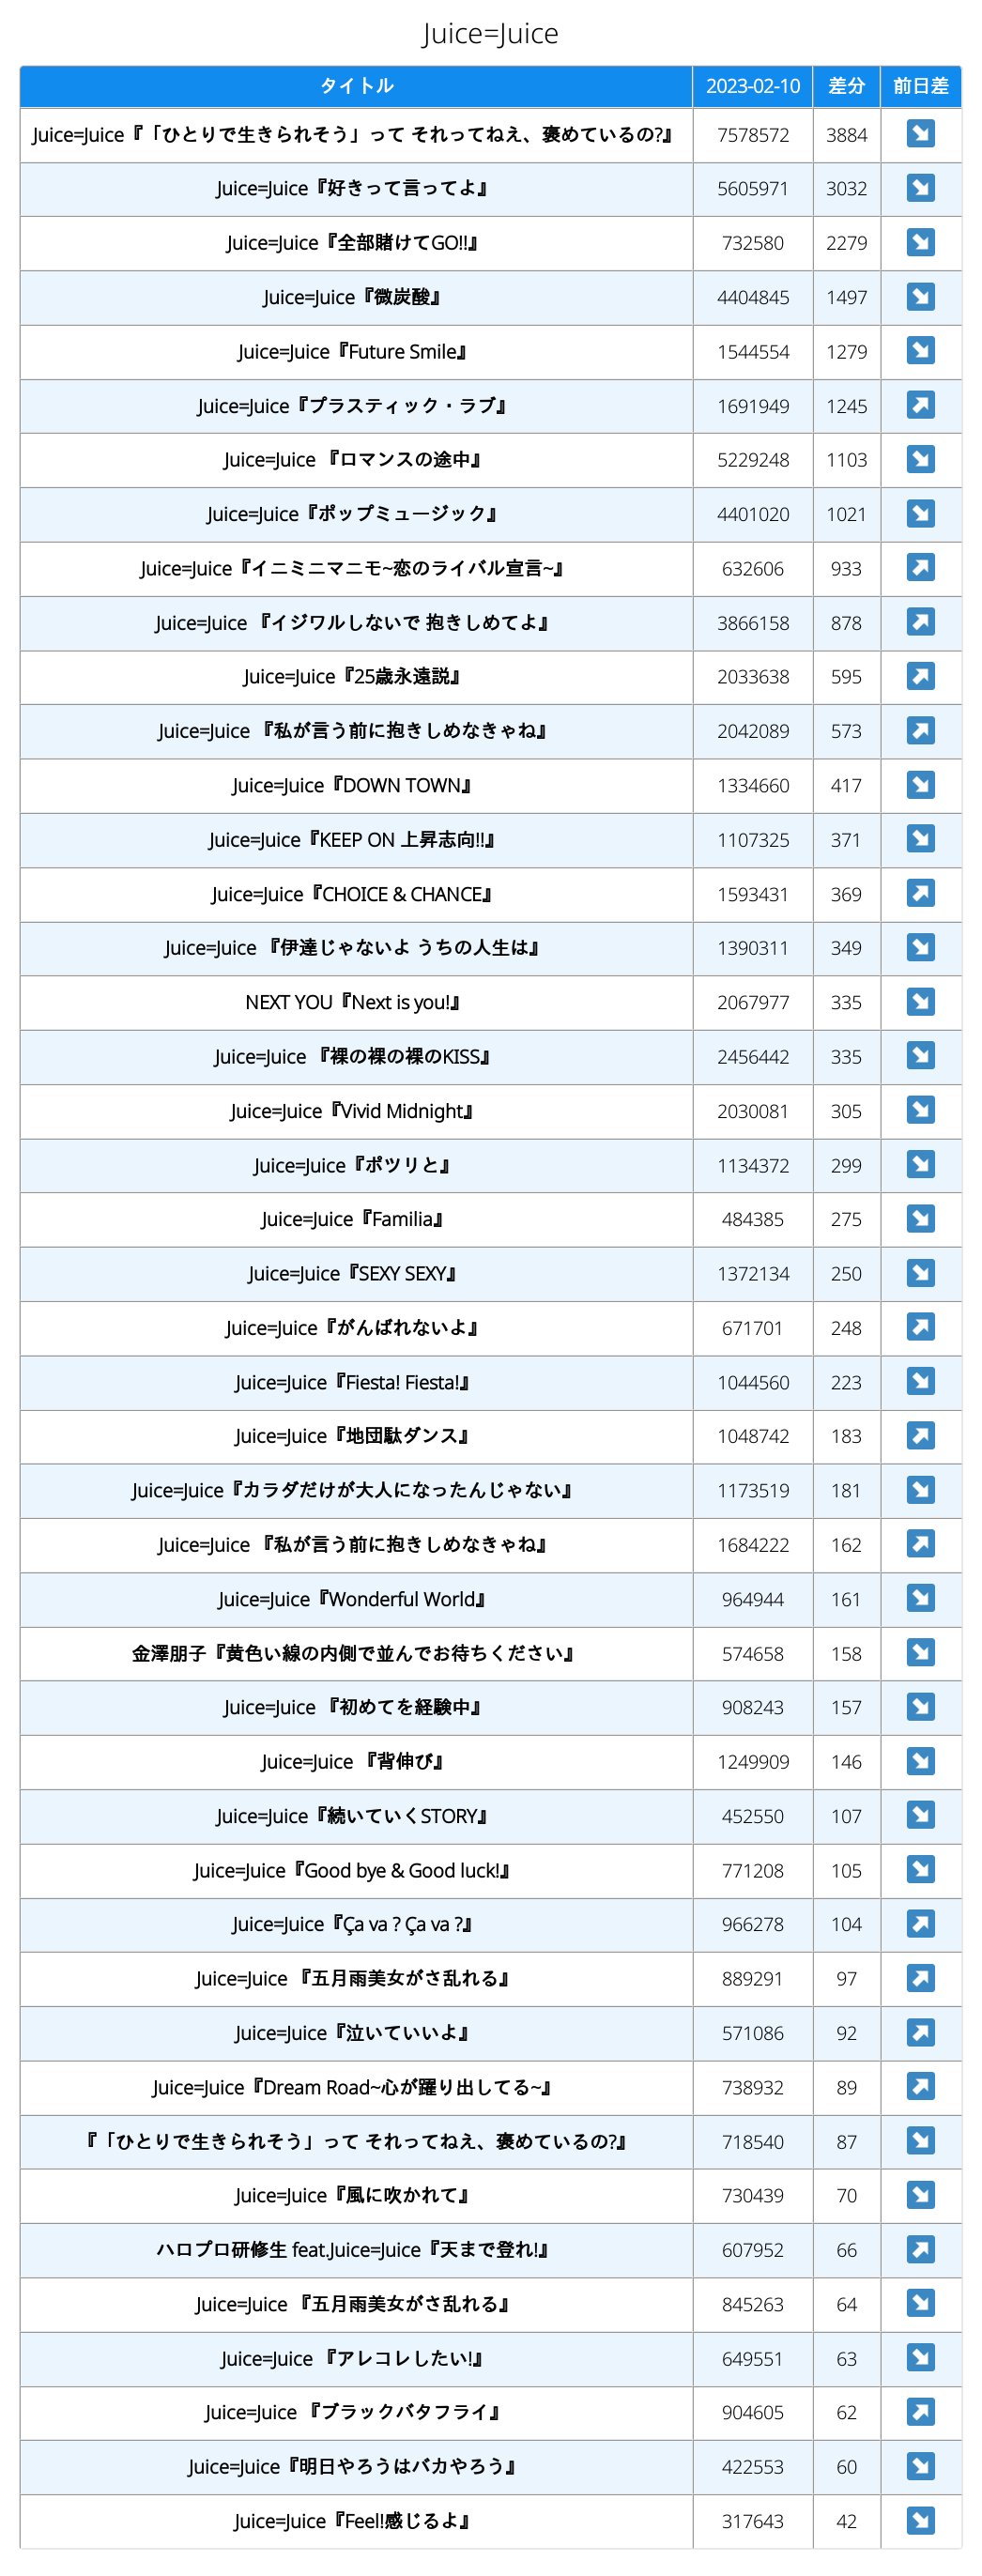 Juice=Juice
タイトル 2023-02-10 差分 前日差
Juice=Juice『「ひとりで生きられそう」って それってねえ、褒めているの?』 7578572 3884 ↘
Juice=Juice『好きって言ってよ』 5605971 3032 ↘
Juice=Juice『全部賭けてGO!!』 732580 2279 ↘
Juice=Juice『微炭酸』 4404845 1497 ↘
Juice=Juice『Future Smile』 1544554 1279 ↘
Juice=Juice『プラスティック・ラブ』 1691949 1245 ↗
Juice=Juice 『ロマンスの途中』 5229248 1103 ↘
Juice=Juice『ポップミュージック』 4401020 1021 ↘
Juice=Juice『イニミニマニモ~恋のライバル宣言~』 632606 933 ↗
Juice=Juice 『イジワルしないで 抱きしめてよ』 3866158 878 ↗
Juice=Juice『25歳永遠説』 2033638 595 ↗
Juice=Juice 『私が言う前に抱きしめなきゃね』 2042089 573 ↗
Juice=Juice『DOWN TOWN』 1334660 417 ↘
Juice=Juice『KEEP ON 上昇志向!!』 1107325 371 ↘
Juice=Juice『CHOICE & CHANCE』 1593431 369 ↗
Juice=Juice 『伊達じゃないよ うちの人生は』 1390311 349 ↘
NEXT YOU『Next is you!』 2067977 335 ↘
Juice=Juice 『裸の裸の裸のKISS』 2456442 335 ↘
Juice=Juice『Vivid Midnight』 2030081 305 ↘
Juice=Juice『ポツリと』 1134372 299 ↘
Juice=Juice『Familia』 484385 275 ↘
Juice=Juice『SEXY SEXY』 1372134 250 ↘
Juice=Juice『がんばれないよ』 671701 248 ↗
Juice=Juice『Fiesta! Fiesta!』 1044560 223 ↘
Juice=Juice『地団駄ダンス』 1048742 183 ↗
Juice=Juice『カラダだけが大人になったんじゃない』 1173519 181 ↘
Juice=Juice 『私が言う前に抱きしめなきゃね』 1684222 162 ↗
Juice=Juice『Wonderful World』 964944 161 ↘
金澤朋子『黄色い線の内側で並んでお待ちください』 574658 158 ↘
Juice=Juice 『初めてを経験中』 908243 157 ↘
Juice=Juice 『背伸び』 1249909 146 ↘
Juice=Juice『続いていくSTORY』 452550 107 ↘
Juice=Juice『Good bye & Good luck!』 771208 105 ↘
Juice=Juice『Ça va ? Ça va ?』 966278 104 ↗
Juice=Juice 『五月雨美女がさ乱れる』 889291 97 ↗
Juice=Juice『泣いていいよ』 571086 92 ↗
Juice=Juice『Dream Road~心が躍り出してる~』 738932 89 ↗
『「ひとりで生きられそう」って それってねえ、褒めているの?』 718540 87 ↘
Juice=Juice『風に吹かれて』 730439 70 ↘
ハロプロ研修生 feat.Juice=Juice『天まで登れ!』 607952 66 ↗
Juice=Juice 『五月雨美女がさ乱れる』 845263 64 ↘
Juice=Juice 『アレコレしたい!』 649551 63 ↘
Juice=Juice 『ブラックバタフライ』 904605 62 ↗
Juice=Juice『明日やろうはバカやろう』 422553 60 ↘
Juice=Juice『Feel!感じるよ』 317643 42 ↘